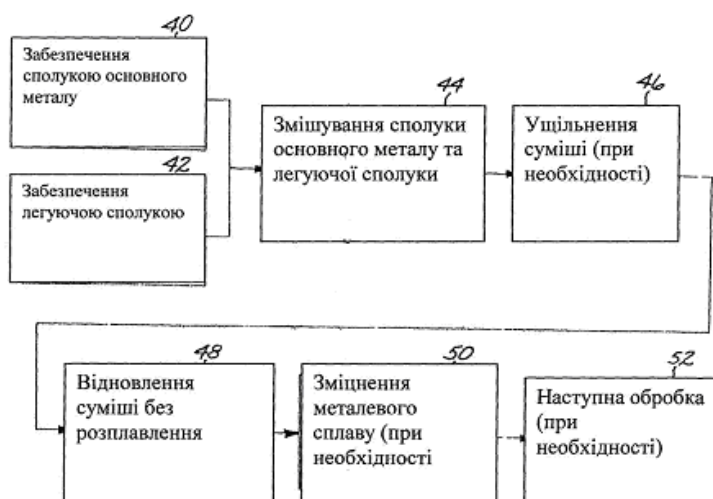 40
Забезпечення
сполукою основного
металу
42
Забезпечення
легуючою сполукою
44
Змішування сполуки
основного металу та
легуючої сполуки
46
Ущільнення
суміші (при
необхідності)
48
Відновлення
суміші без
розплавлення
50
Зміцнення
металевого
сплаву (при
необхідності
52
Наступна обробка
(при
необхідності)